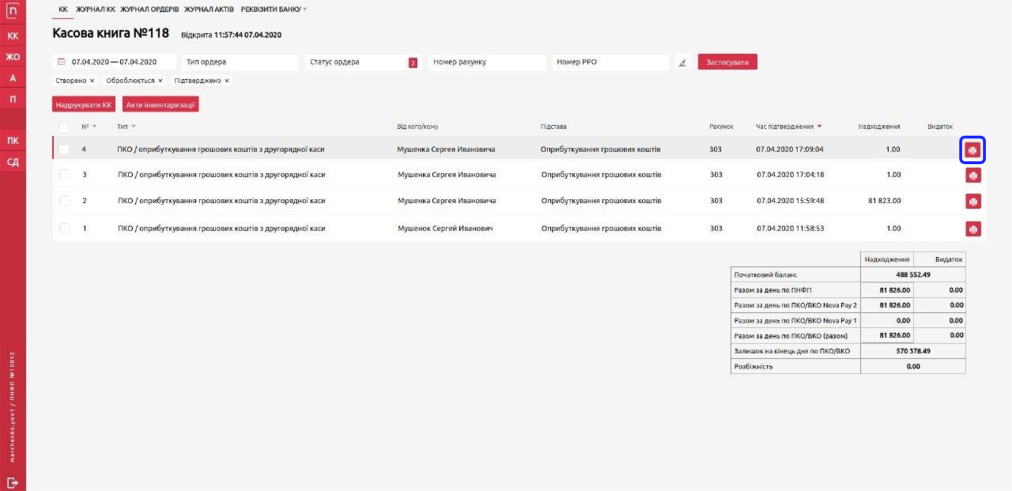 КК ЖУРНАЛ КК ЖУРНАЛ ОРДЕРІВ ЖУРНАЛ АКТІВ РЕКВІЗИТИ БАНКУ
Касова книга №118 Відкрита 11:57:44 07.04.2020
07.04.2020 — 07.04.2020 Тип ордера Статус ордера 3 Номер рахунку Номер РРО Застосувати
Створено × Обробляється × Підтверджено ×
Надрукувати КК Акти інвентаризації
№ Тип Від кого/кому Підстава Рахунок Час підтвердження Надходження Видаток
4 ПКО / оприбуткування грошових коштів з другорядної каси Мушенка Сергея Ивановича Оприбуткування грошових коштів 303 07.04.2020 17:09:04 1.00
3 ПКО / оприбуткування грошових коштів з другорядної каси Мушенка Сергея Ивановича Оприбуткування грошових коштів 303 07.04.2020 17:04:18 1.00
2 ПКО / оприбуткування грошових коштів з другорядної каси Мушенка Сергея Ивановича Оприбуткування грошових коштів 303 07.04.2020 15:59:48 81 823.00
1 ПКО / оприбуткування грошових коштів з другорядної каси Мушенок Сергей Иванович Оприбуткування грошових коштів 303 07.04.2020 11:58:53 1.00
Надходження Видаток
Початковий баланс 488 552.49
Разом за день по ПНФП 81 826.00 0.00
Разом за день по ПКО/ВКО Nova Pay 2 81 826.00 0.00
Разом за день по ПКО/ВКО Nova Pay 1 0.00 0.00
Разом за день по ПКО/ВКО (разом) 81 826.00 0.00
Залишок на кінець дня по ПКО/ВКО 570 378.49
Розбіжність 0.00
КК
ЖО
А
П
ПК
СД